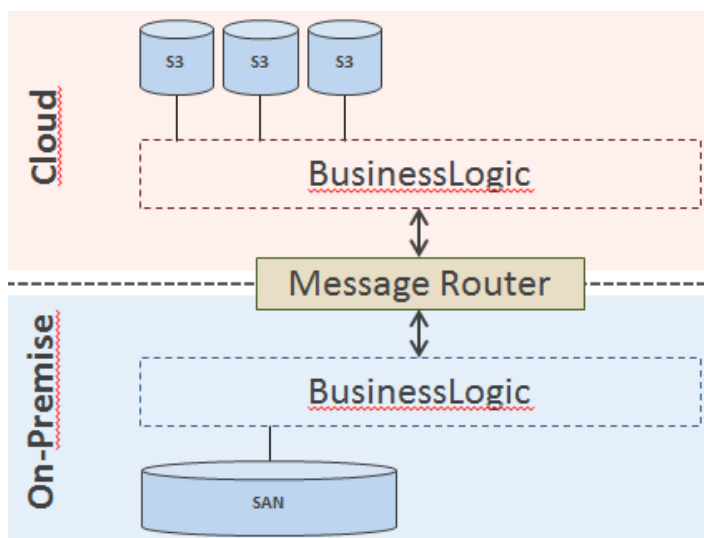 Cloud
S3 S3 S3
BusinessLogic
Message Router
On-Premise
BusinessLogic
SAN